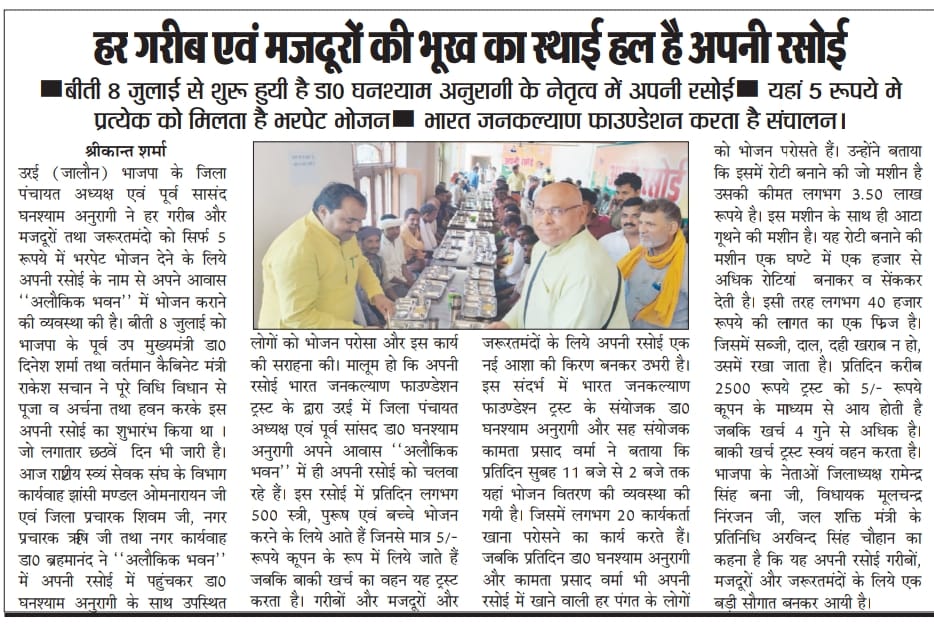 हर गरीब एवं मजदूरों की भूख का स्थाई हल है अपनी रसोई
■बीती 8 जुलाई से शुरू हुयी है डा0 घनश्याम अनुरागी के नेतृत्व में अपनी रसोई■ यहां 5 रूपये मे
प्रत्येक को मिलता है भरपेट भोजन■ भारत जनकल्याण फाउण्डेशन करता है संचालन।
श्रीकान्त शर्मा
उरई (जालौन) भाजपा के जिला
पंचायत अध्यक्ष एवं पूर्व सासंद
घनश्याम अनुरागी ने हर गरीब और
मजदूरों तथा जरूरतमंदो को सिर्फ 5
रूपये में भरपेट भोजन देने के लिये
अपनी रसोई के नाम से अपने आवास
‘‘अलौकिक भवन’’ में भोजन कराने
की व्यवस्था की है। बीती 8 जुलाई को
भाजपा के पूर्व उप मुख्यमंत्री डा0
दिनेश शर्मा तथा वर्तमान कैबिनेट मंत्री
राकेश सचान ने पूरे विधि विधान से
पूजा व अर्चना तथा हवन करके इस
अपनी रसोई का शुभारंभ किया था ।
जो लगातार छठवें दिन भी जारी है।
आज राष्ट्रीय स्व्यं सेवक संघ के विभाग
कार्यवाह झांसी मण्डल ओमनारायन जी
एवं जिला प्रचारक शिवम जी, नगर
प्रचारक ऋषि जी तथा नगर कार्यवाह
डा0 ब्रहमानंद ने ‘‘अलौकिक भवन’’
में अपनी रसोई में पहुंचकर डा0
घनश्याम अनुरागी के साथ उपस्थित
अपनी रसोई
रसोई
लोगों को भोजन परोसा और इस कार्य
की सराहना की। मालूम हो कि अपनी
रसोई भारत जनकल्याण फाउण्डेशन
ट्रस्ट के द्वारा उरई में जिला पंचायत
अध्यक्ष एवं पूर्व सांसद डा0 घनश्याम
अनुरागी अपने आवास ‘‘अलौकिक
भवन’’ में ही अपनी रसोई को चलवा
रहे हैं। इस रसोई में प्रतिदिन लगभग
500 स्त्री, पुरूष एवं बच्चे भोजन
करने के लिये आते हैं जिनसे मात्र 5/-
रूपये कूपन के रूप में लिये जाते हैं
जबकि बाकी खर्च का वहन यह ट्रस्ट
करता है। गरीबों और मजदूरों और
जरूरतमंदों के लिये अपनी रसोई एक
नई आशा की किरण बनकर उभरी है।
इस संदर्भ में भारत जनकल्याण
फाउण्डेश्न ट्रस्ट के संयोजक डा0
घनश्याम अनुरागी और सह संयोजक
कामता प्रसाद वर्मा ने बताया कि
प्रतिदिन सुबह 11 बजे से 2 बजे तक
यहां भोजन वितरण की व्यवस्था की
गयी है। जिसमें लगभग 20 कार्यकर्ता
खाना परोसने का कार्य करते हैं।
जबकि प्रतिदिन डा0 घनश्याम अनुरागी
और कामता प्रसाद वर्मा भी अपनी
रसोई में खाने वाली हर पंगत के लोगों
को भोजन परोसते हैं। उन्होंने बताया
कि इसमें रोटी बनाने की जो मशीन है
उसकी कीमत लगभग 3.50 लाख
रूपये है। इस मशीन के साथ ही आटा
गूथने की मशीन है। यह रोटी बनाने की
मशीन एक घण्टे में एक हजार से
अधिक रोटियां बनाकर व सेंककर
देती है। इसी तरह लगभग 40 हजार
रूपये की लागत का एक फ्रिज है।
जिसमें सब्जी, दाल, दही खराब न हो,
उसमें रखा जाता है। प्रतिदिन करीब
2500 रूपये ट्रस्ट को 5/- रूपये
कूपन के माध्यम से आय होती है
जबकि खर्च 4 गुने से अधिक है।
बाकी खर्च ट्रस्ट स्वयं वहन करता है।
भाजपा के नेताओं जिलाध्यक्ष रामेन्द्र
सिंह बना जी, विधायक मूलचन्द्र
निंरजन जी, जल शक्ति मंत्री के
प्रतिनिधि अरविन्द सिंह चौहान का
कहना है कि यह अपनी रसोई गरीबों,
मजदूरों और जरूरतमंदों के लिये एक
बड़ी सौगात बनकर आयी है।